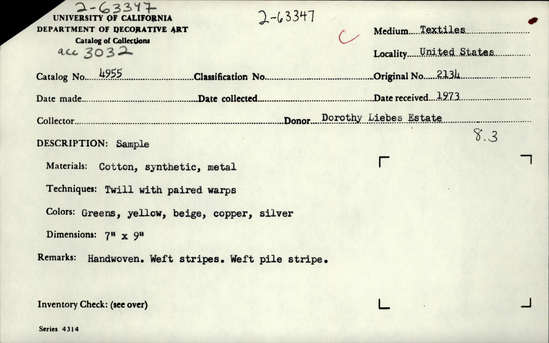 2-63347
2-63347
UNIVERSITY OF CALIFORNIA
DEPARTMENT OF DECORATIVE ART
Catalog of Collections
acc 3032
C
Medium Textiles
Locality United States
Catalog No. 4955 Classification No. Original No. 2134
Date made Date collected Date received 1973
Collector Donor Dorothy Liebes Estate
8.3
DESCRIPTION: Sample
Materials: Cotton, synthetic, metal
Techniques: Twill with paired warps
Colors: Greens, yellow, beige, copper, silver
Dimensions: 7" x 9"
Remarks: Handwoven. Weft stripes. Weft pile stripe.
Inventory Check: (see over)
Series 4314